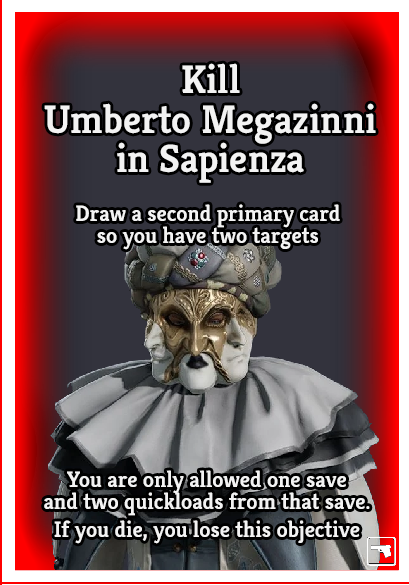 Kill
Umberto Megazinni
in Sapienza
Draw a second primary card
so you have two targets
You are only allowed one save
and two quickloads from that save.
If you die, you lose this objective